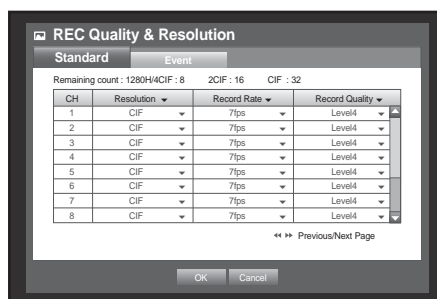 REC Quality & Resolution
Standard Event
Remaining count : 1280H/4CIF : 8 2CIF : 16 CIF : 32
CH Resolution Record Rate Record Quality
1 CIF 7fps Level4
2 CIF 7fps Level4
3 CIF 7fps Level4
4 CIF 7fps Level4
5 CIF 7fps Level4
6 CIF 7fps Level4
7 CIF 7fps Level4
8 CIF 7fps Level4
Previous/Next Page
OK Cancel